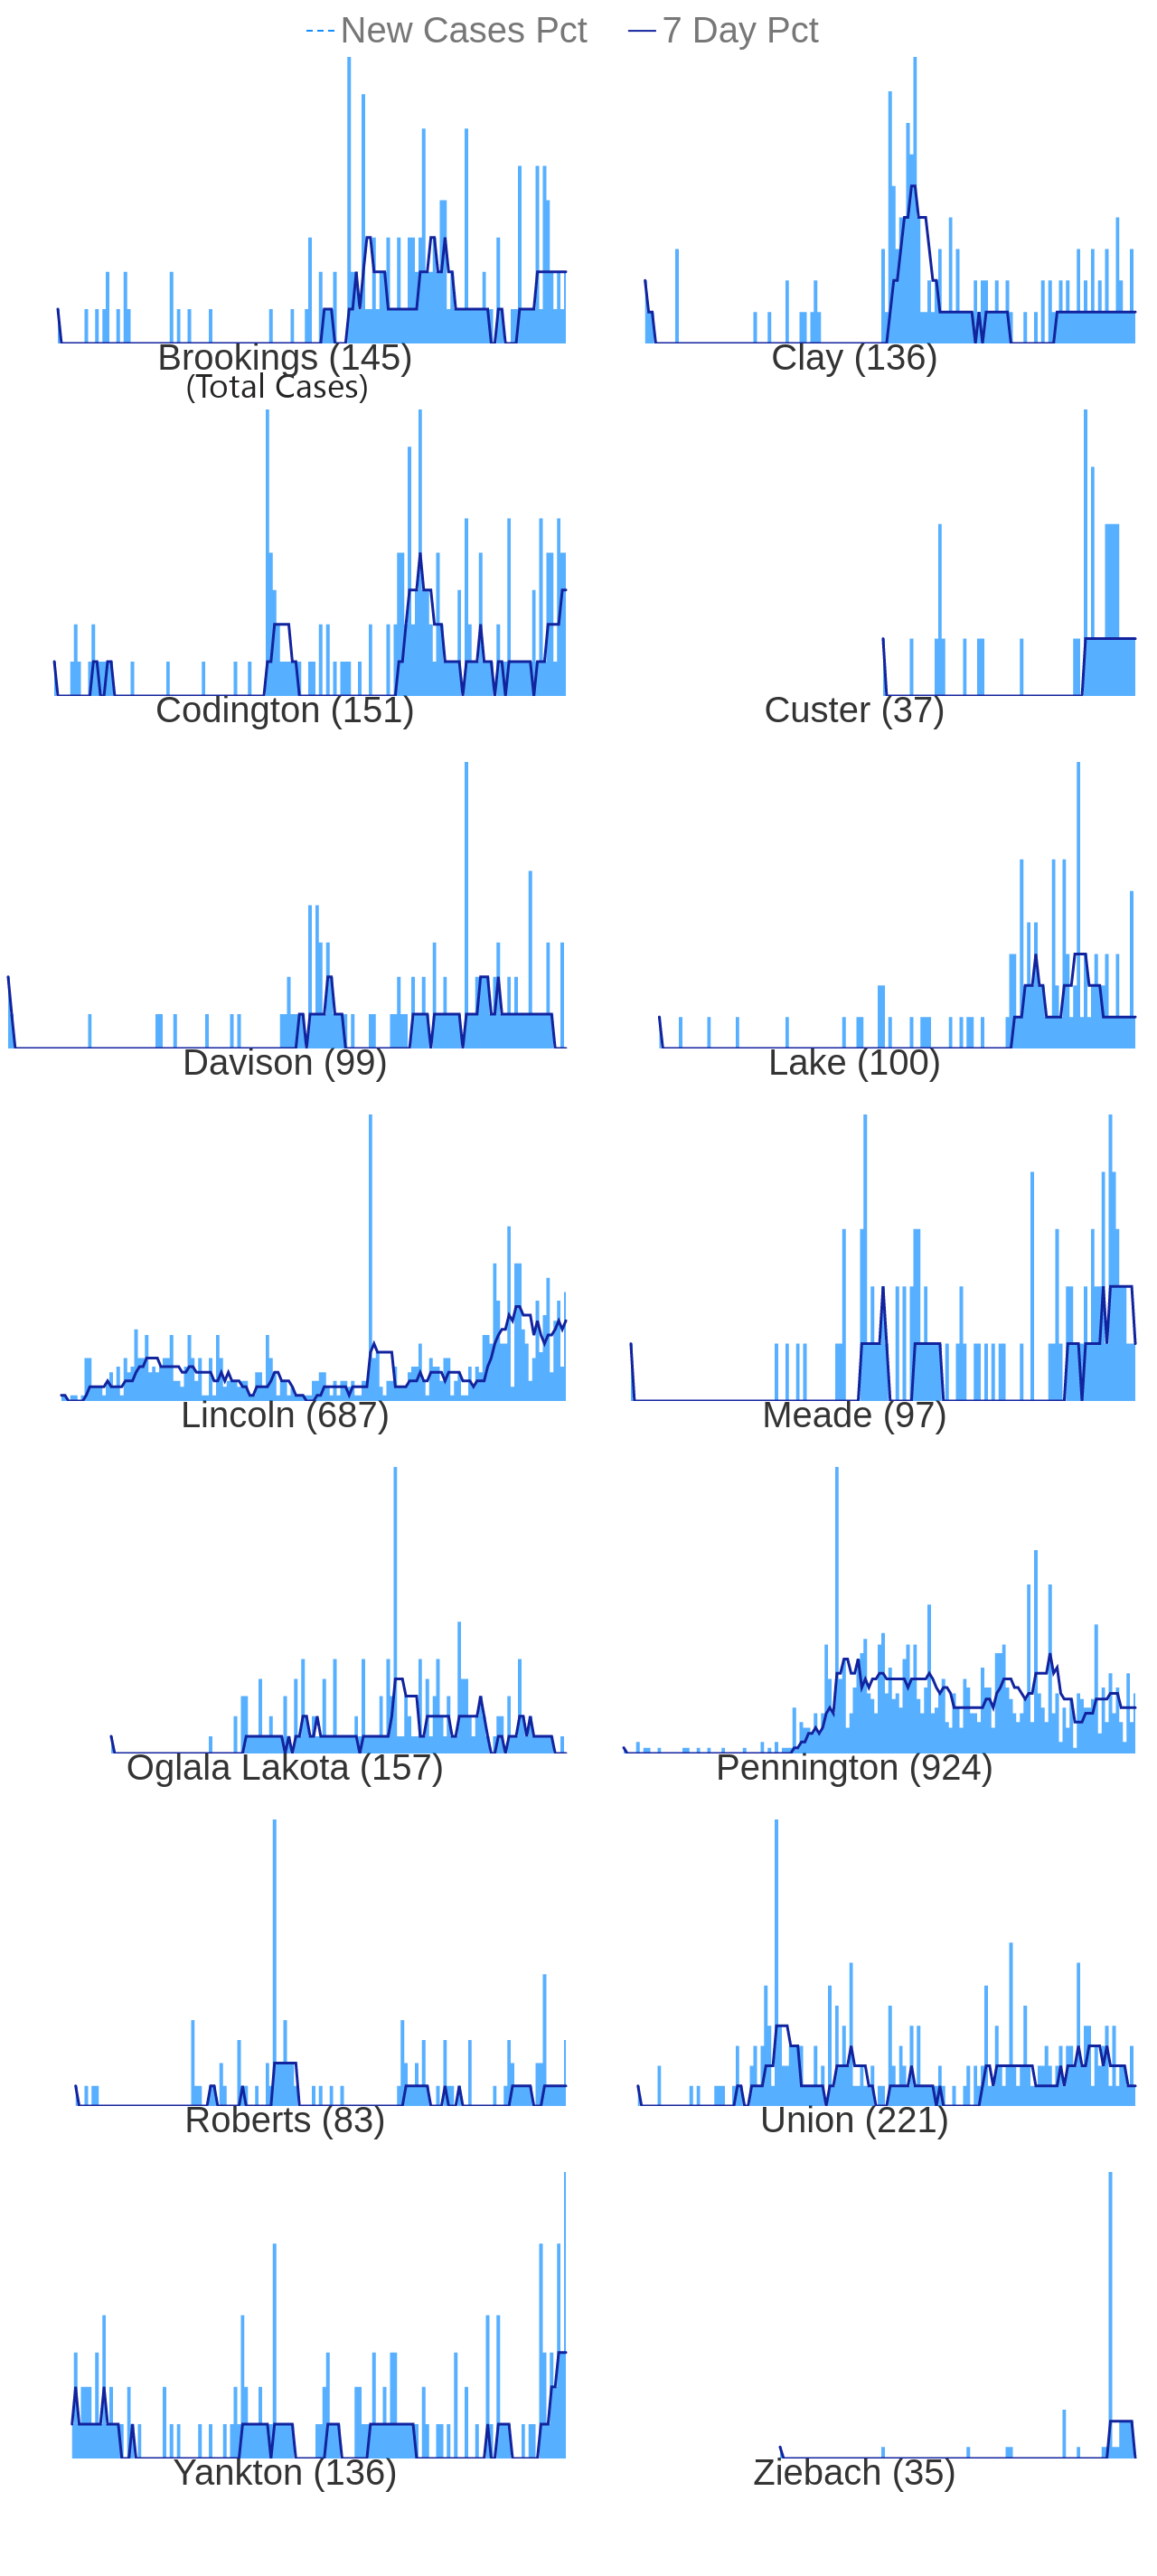 New Cases Pct 7 Day Pct
Brookings (145) Clay (136)
(Total Cases)
Codington (151) Custer (37)
Davison (99) Lake (100)
Lincoln (687) Meade (97)
Oglala Lakota (157) Pennington (924)
Roberts (83) Union (221)
Yankton (136) Ziebach (35)